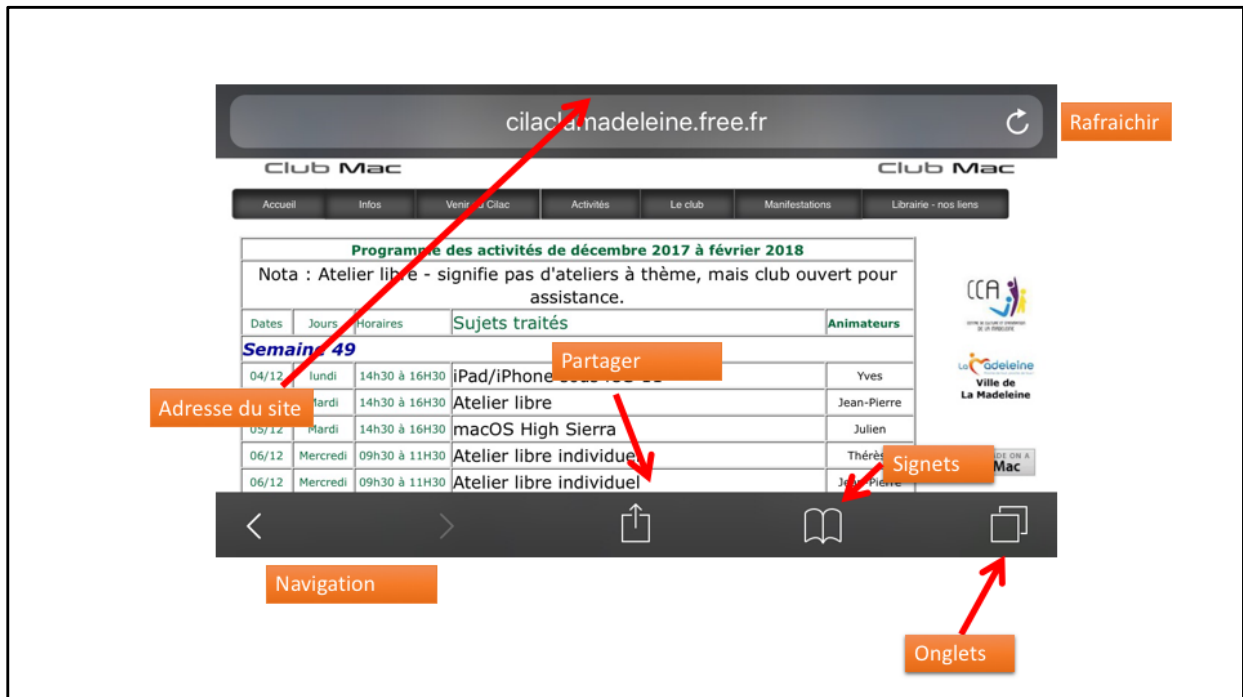 cilaclamadeleine.free.fr
Rafraichir
Club Mac
Club Mac
Accueil
Infos
Venir au Cilac
Activités
Le club
Manifestations
Librairie - nos liens
Programme des activités de décembre 2017 à février 2018
Nota : Atelier libre - signifie pas d'ateliers à thème, mais club ouvert pour
assistance.
Dates Jours Horaires Sujets traités Animateurs
Semaine 49
04/12 lundi 14h30 à 16H30 iPad/iPhone Yves
Mardi 14h30 à 16H30 Atelier libre Jean-Pierre
05/12 Mardi 14h30 à 16H30 macOS High Sierra Julien
06/12 Mercredi 09h30 à 11H30 Atelier libre individuel
06/12 Mercredi 09h30 à 11H30 Atelier libre individuel Jean-Pierre
CCA
La Madeleine
Ville de
La Madeleine
Mac
Partager
Adresse du site
Signets
Navigation
Onglets